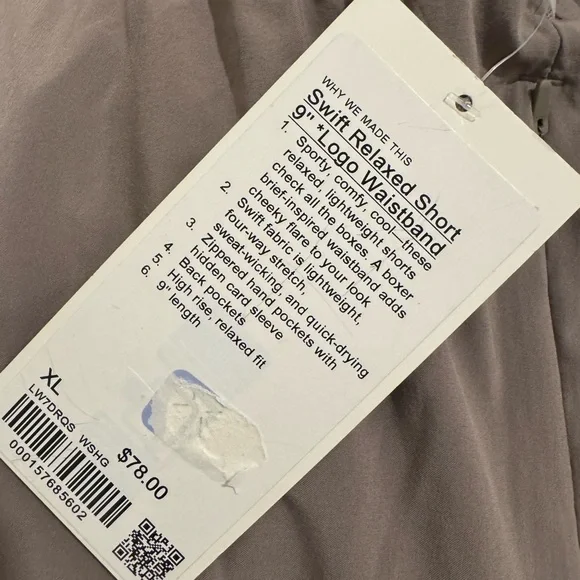 WHY WE MADE THIS
Swift Relaxed Short
9" *Logo Waistband
1. Sporty, comfy, cool—these
relaxed, lightweight shorts
check all the boxes. A boxer
brief-inspired waistband adds
cheeky flare to your look
2. Swift fabric is lightweight,
four-way stretch,
sweat-wicking, and quick-drying
3. Zippered hand pockets with
hidden card sleeve
4. Back pockets
5. High rise, relaxed fit
6. 9" length
XL
LW7DRQS WSHG
000157685602
$78.00